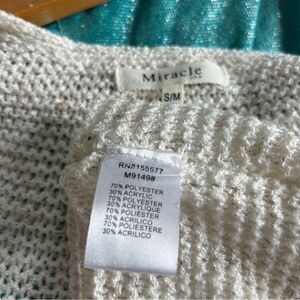 Miracle
S/M
RN#155577
M9149#
70% POLYESTER
30% ACRYLIC
70% POLYESTER
30% ACRYLIQUE
70% POLIÉSTER
30% ACRILICO
70% POLIESTERE
30% ACRILICO